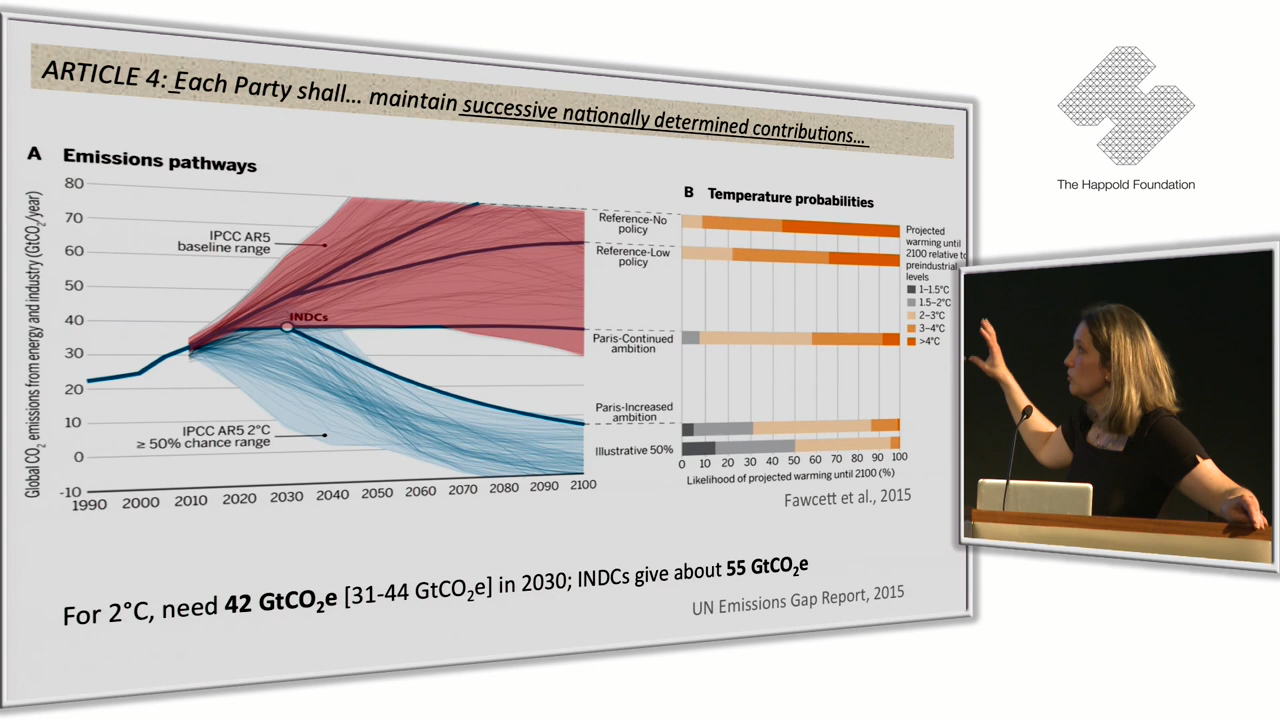 ARTICLE 4: Each Party shall... maintain successive nationally determined contributions...
A Emissions pathways
Global CO2 emissions from energy and industry (GtCO2/year)
80
70
60
50
40
30
20
10
0
-10
1990 2000 2010 2020 2030 2040 2050 2060 2070 2080 2090 2100
IPCC AR5
baseline range
INDCs
IPCC AR5 2°C
≥ 50% chance range
Reference-No
policy
Reference-Low
policy
Paris-Continued
ambition
Paris-Increased
ambition
Illustrative 50%
B Temperature probabilities
0 10 20 30 40 50 60 70 80 90 100
Likelihood of projected warming until 2100 (%)
Projected
warming until
2100 relative to
preindustrial
levels
1–1.5°C
1.5–2°C
2–3°C
3–4°C
>4°C
Fawcett et al., 2015
For 2°C, need 42 GtCO2e [31-44 GtCO2e] in 2030; INDCs give about 55 GtCO2e
UN Emissions Gap Report, 2015
The Happold Foundation